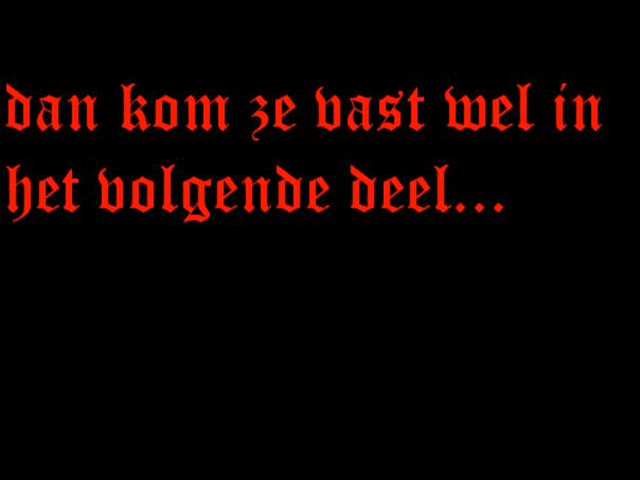 dan kom ze vast wel in
het volgende deel...